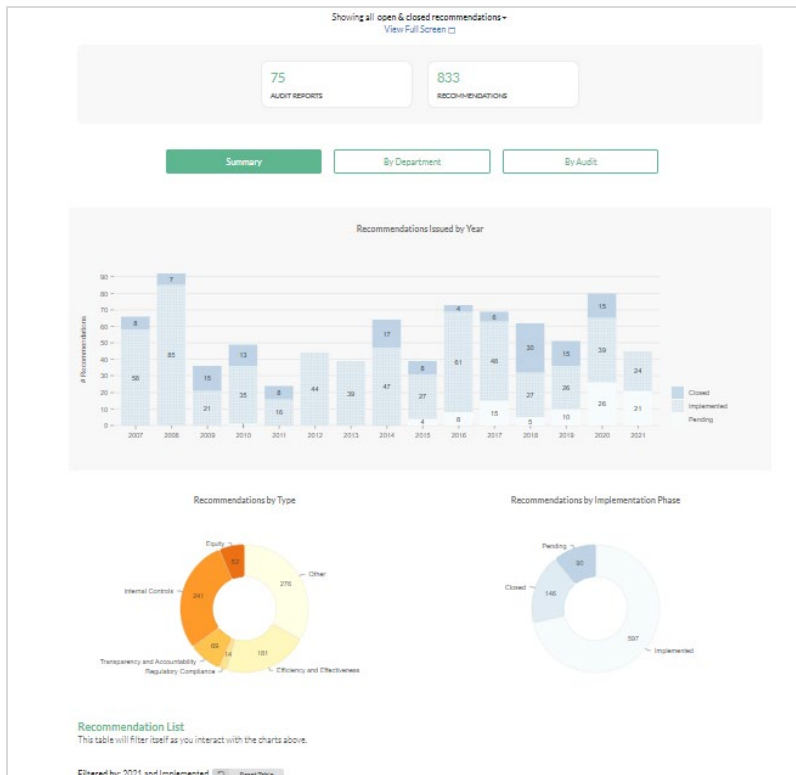 Showing all open & closed recommendations
View Full Screen
75
AUDIT REPORTS
833
RECOMMENDATIONS
Summary
By Department
By Audit
Recommendations Issued by Year
# Recommendations
90
80
70
60
50
40
30
20
10
0
8 7 15 13 8 17 8 4 6 30 15 15
58 85 21 35 16 44 39 47 27 61 48 27 26 39 24
4 8 15 5 10 26 21
2007 2008 2009 2010 2011 2012 2013 2014 2015 2016 2017 2018 2019 2020 2021
Closed
Implemented
Pending
Recommendations by Type
Equity
53
Other
276
Internal Controls
241
69
14
181
Transparency and Accountability
Regulatory Compliance
Efficiency and Effectiveness
Recommendations by Implementation Phase
Pending
90
Closed
146
597
Implemented
Recommendation List
This table will filter itself as you interact with the charts above.
Filtered by: 2021 and Implemented
Reset Table